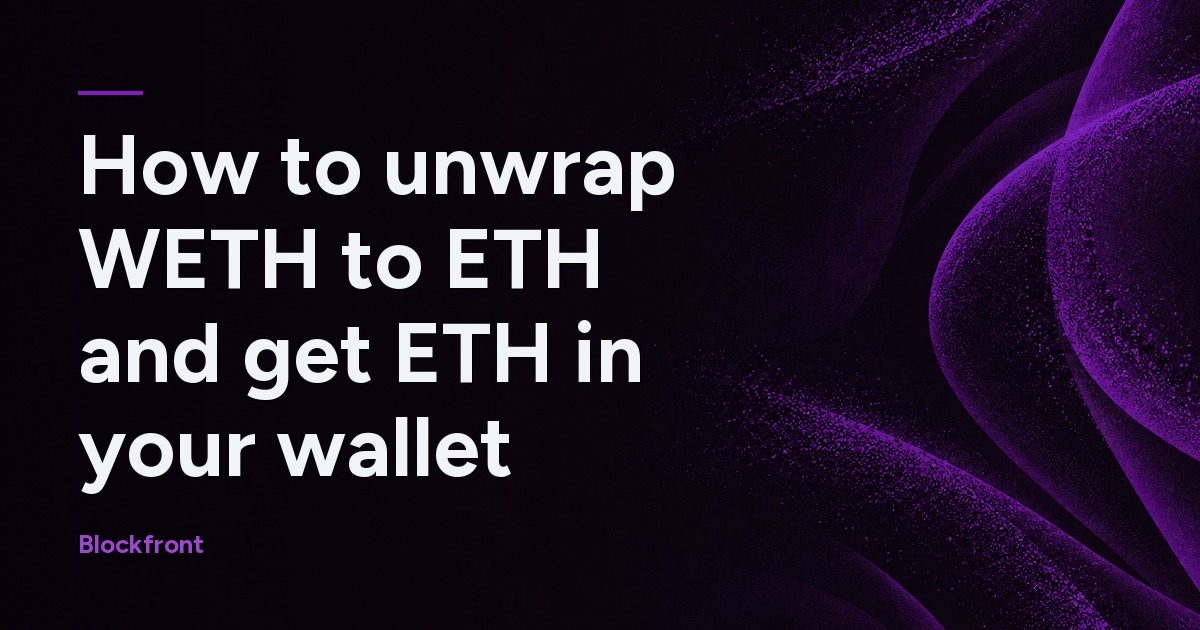 How to unwrap
WETH to ETH
and get ETH in
your wallet
Blockfront